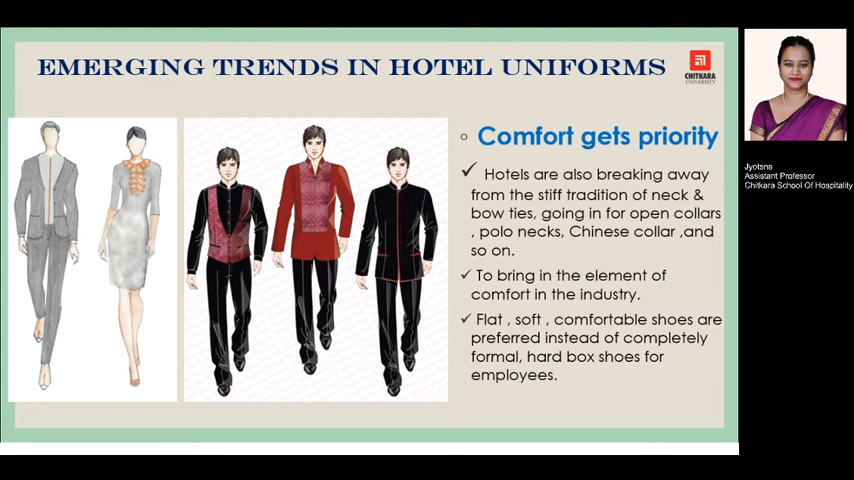 EMERGING TRENDS IN HOTEL UNIFORMS
CHITKARA
UNIVERSITY
Comfort gets priority
Hotels are also breaking away
from the stiff tradition of neck &
bow ties, going in for open collars
, polo necks, Chinese collar ,and
so on.
To bring in the element of
comfort in the industry.
Flat , soft , comfortable shoes are
preferred instead of completely
formal, hard box shoes for
employees.
Jyotsna
Assistant Professor
Chitkara School Of Hospitality